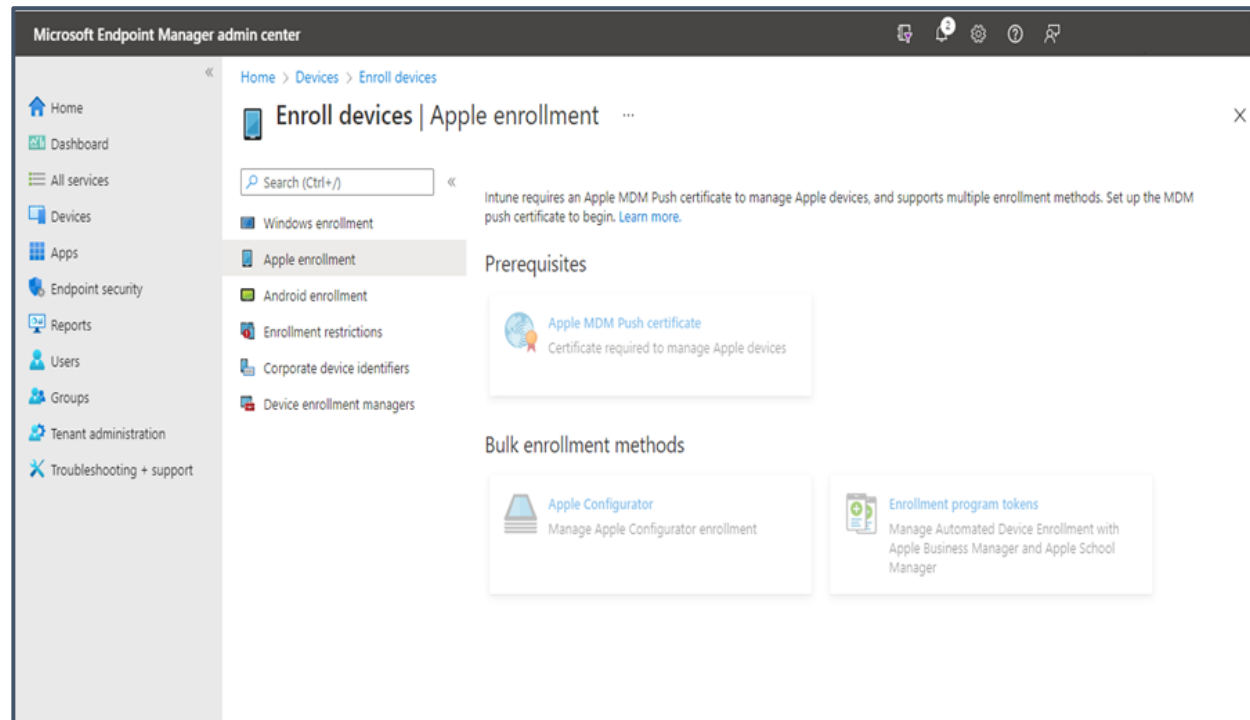 Microsoft Endpoint Manager admin center
2
«
Home > Devices > Enroll devices
Home
Dashboard
All services
Devices
Apps
Endpoint security
Reports
Users
Groups
Tenant administration
Troubleshooting + support
Enroll devices | Apple enrollment ...
Search (Ctrl+/)
«
Windows enrollment
Apple enrollment
Android enrollment
Enrollment restrictions
Corporate device identifiers
Device enrollment managers
Intune requires an Apple MDM Push certificate to manage Apple devices, and supports multiple enrollment methods. Set up the MDM
push certificate to begin. Learn more.
Prerequisites
Apple MDM Push certificate
Certificate required to manage Apple devices
Bulk enrollment methods
Apple Configurator
Manage Apple Configurator enrollment
Enrollment program tokens
Manage Automated Device Enrollment with
Apple Business Manager and Apple School
Manager